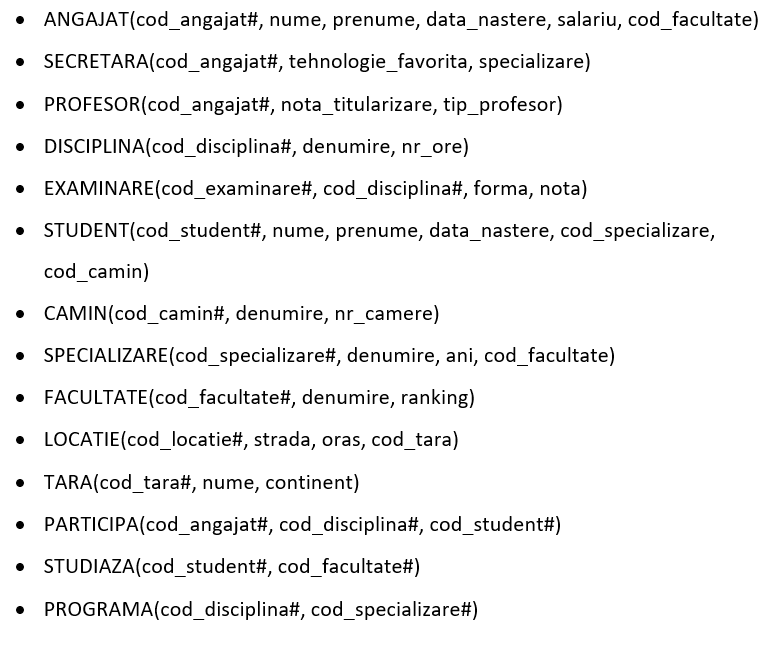 • ANGAJAT(cod_angajat#, nume, prenume, data_nastere, salariu, cod_facultate)
• SECRETARA(cod_angajat#, tehnologie_favorita, specializare)
• PROFESOR(cod_angajat#, nota_titularizare, tip_profesor)
• DISCIPLINA(cod_disciplina#, denumire, nr_ore)
• EXAMINARE(cod_examinare#, cod_disciplina#, forma, nota)
• STUDENT(cod_student#, nume, prenume, data_nastere, cod_specializare,
cod_camin)
• CAMIN(cod_camin#, denumire, nr_camere)
• SPECIALIZARE(cod_specializare#, denumire, ani, cod_facultate)
• FACULTATE(cod_facultate#, denumire, ranking)
• LOCATIE(cod_locatie#, strada, oras, cod_tara)
• TARA(cod_tara#, nume, continent)
• PARTICIPA(cod_angajat#, cod_disciplina#, cod_student#)
• STUDIAZA(cod_student#, cod_facultate#)
• PROGRAMA(cod_disciplina#, cod_specializare#)